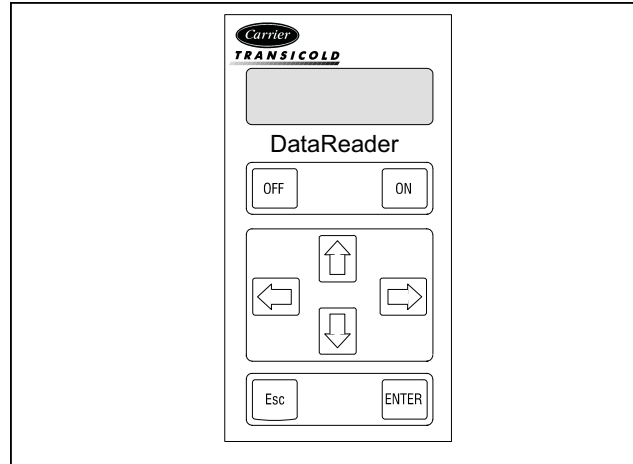 Carrier
TRANSICOLD
DataReader
OFF ON
Esc ENTER